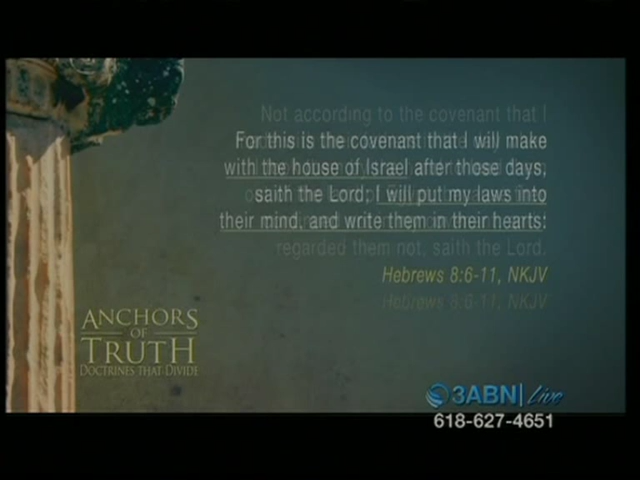 Not according to the covenant that I
For this is the covenant that I will make
with the house of Israel after those days,
saith the Lord; I will put my laws into
their mind, and write them in their hearts:
regarded them not, saith the Lord.
Hebrews 8:6-11, NKJV
Hebrews 8:6-11, NKJV
ANCHORS
OF
TRUTH
DOCTRINES THAT DIVIDE
3ABN Live
618-627-4651